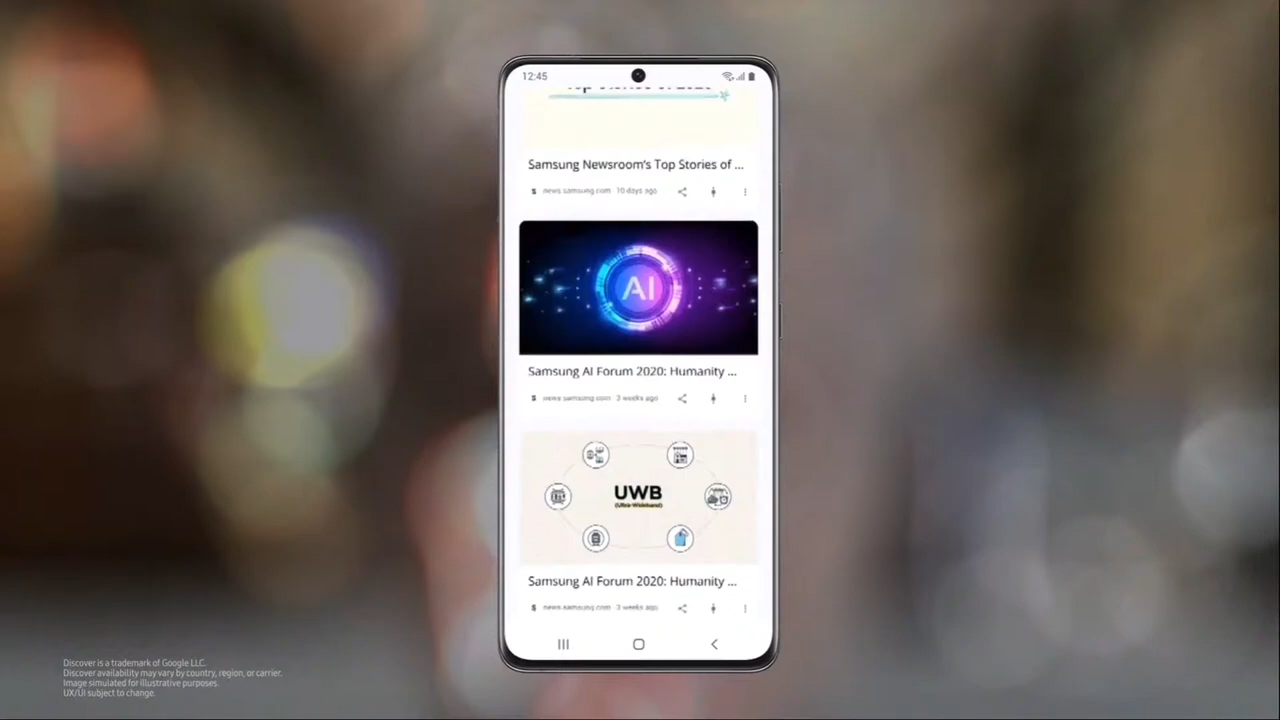 12:45
Samsung Newsroom's Top Stories of ...
news.samsung.com · 10 days ago
AI
Samsung AI Forum 2020: Humanity ...
news.samsung.com · 3 weeks ago
UWB
(Ultra-Wideband)
Samsung AI Forum 2020: Humanity ...
news.samsung.com · 3 weeks ago
Discover is a trademark of Google LLC.
Discover availability may vary by country, region, or carrier.
Image simulated for illustrative purposes.
UX/UI subject to change.